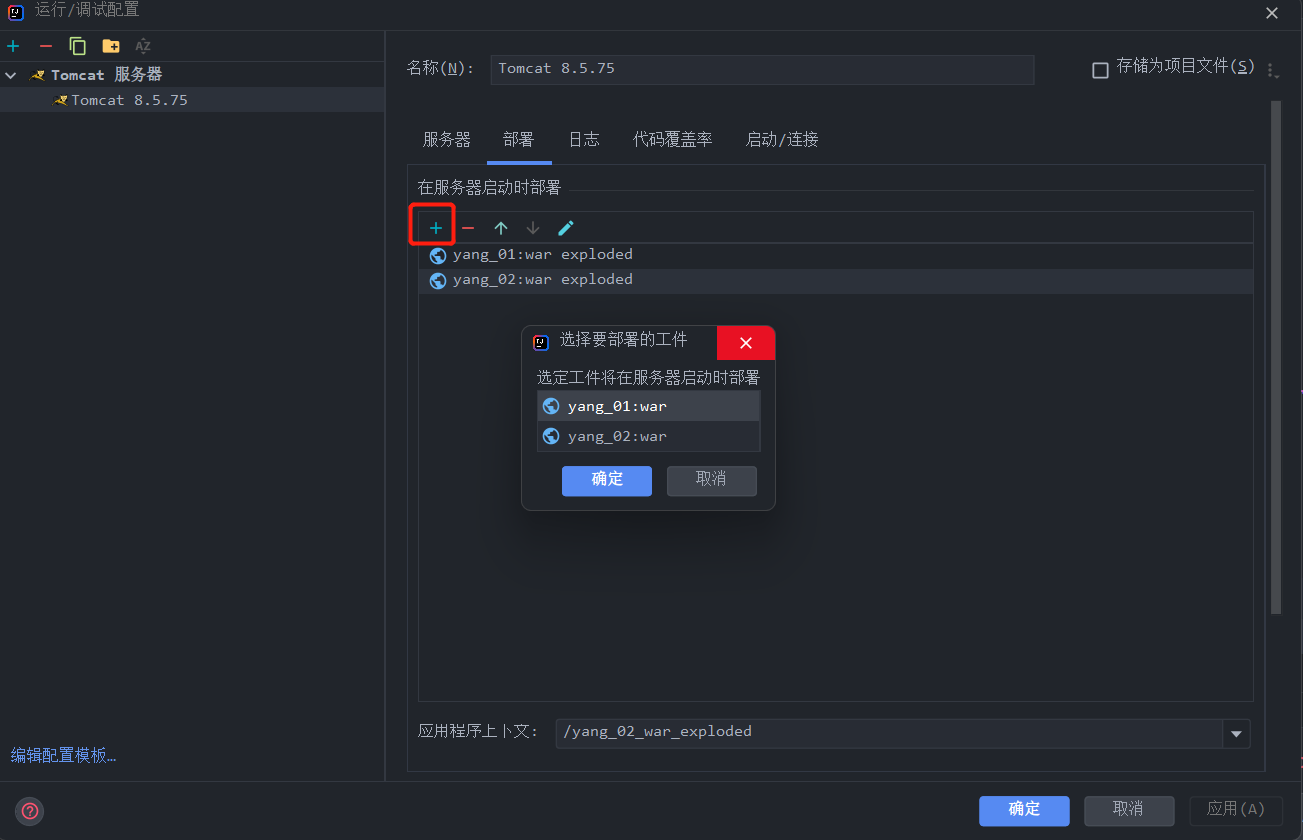 运行/调试配置
Tomcat 服务器
Tomcat 8.5.75
编辑配置模板...
名称(N):
Tomcat 8.5.75
存储为项目文件(S)
服务器 部署 日志 代码覆盖率 启动/连接
在服务器启动时部署
yang_01:war exploded
yang_02:war exploded
选择要部署的工件
选定工件将在服务器启动时部署
yang_01:war
yang_02:war
确定 取消
应用程序上下文:
/yang_02_war_exploded
确定 取消 应用(A)